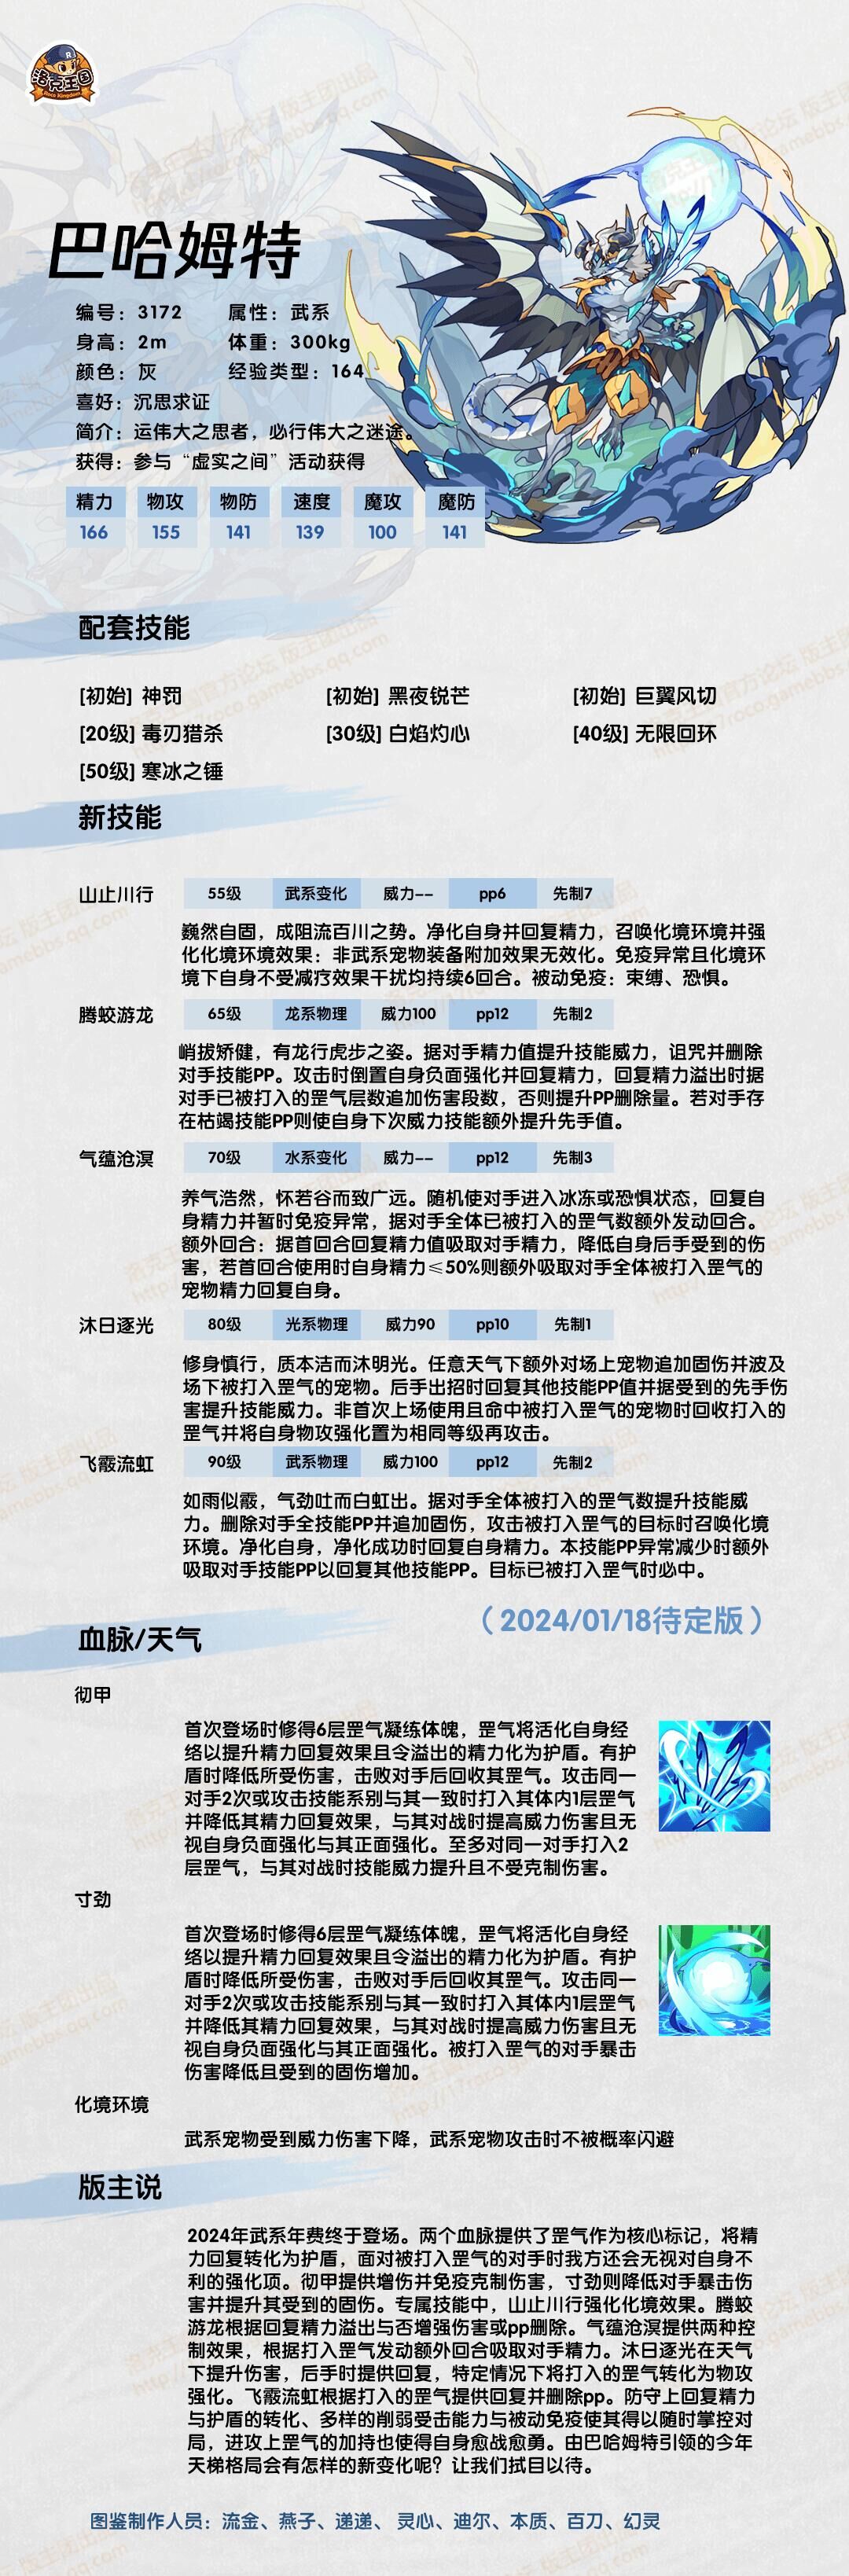 洛克王国
Roco Kingdom
巴哈姆特
编号：3172 属性：武系
身高：2m 体重：300kg
颜色：灰 经验类型：164
喜好：沉思求证
简介：运伟大之思者，必行伟大之迷途。
获得：参与“虚实之间”活动获得
精力 物攻 物防 速度 魔攻 魔防
166 155 141 139 100 141
配套技能
[初始] 神罚 [初始] 黑夜锐芒 [初始] 巨翼风切
[20级] 毒刃猎杀 [30级] 白焰灼心 [40级] 无限回环
[50级] 寒冰之锤
新技能
山止川行 55级 武系变化 威力-- pp6 先制7
巍然自固，成阻流百川之势。净化自身并回复精力，召唤化境环境并强
化化境环境效果：非武系宠物装备附加效果无效化。免疫异常且化境环
境下自身不受减疗效果干扰均持续6回合。被动免疫：束缚、恐惧。
腾蛟游龙 65级 龙系物理 威力100 pp12 先制2
峭拔矫健，有龙行虎步之姿。据对手精力值提升技能威力，诅咒并删除
对手技能PP。攻击时倒置自身负面强化并回复精力，回复精力溢出时据
对手已被打入的罡气层数追加伤害段数，否则提升PP删除量。若对手存
在枯竭技能PP则使自身下次威力技能额外提升先手值。
气蕴沧溟 70级 水系变化 威力-- pp12 先制3
养气浩然，怀若谷而致广远。随机使对手进入冰冻或恐惧状态，回复自
身精力并暂时免疫异常，据对手全体已被打入的罡气数额外发动回合。
额外回合：据首回合回复精力值吸取对手精力，降低自身后手受到的伤
害，若首回合使用时自身精力≤50%则额外吸取对手全体被打入罡气的
宠物精力回复自身。
沐日逐光 80级 光系物理 威力90 pp10 先制1
修身慎行，质本洁而沐明光。任意天气下额外对场上宠物追加固伤并波及
场下被打入罡气的宠物。后手出招时回复其他技能PP值并据受到的先手伤
害提升技能威力。非首次上场使用且命中被打入罡气的宠物时回收打入的
罡气并将自身物攻强化置为相同等级再攻击。
飞霞流虹 90级 武系物理 威力100 pp12 先制2
如雨似霞，气劲吐而白虹出。据对手全体被打入的罡气数提升技能威
力。删除对手全技能PP并追加固伤，攻击被打入罡气的目标时召唤化境
环境。净化自身，净化成功时回复自身精力。本技能PP异常减少时额外
吸取对手技能PP以回复其他技能PP。目标已被打入罡气时必中。
（2024/01/18待定版）
血脉/天气
彻甲
首次登场时修得6层罡气凝练体魄，罡气将活化自身经
络以提升精力回复效果且令溢出的精力化为护盾。有护
盾时降低所受伤害，击败对手后回收其罡气。攻击同一
对手2次或攻击技能系别与其一致时打入其体内1层罡气
并降低其精力回复效果，与其对战时提高威力伤害且无
视自身负面强化与其正面强化。至多对同一对手打入2
层罡气，与其对战时技能威力提升且不受克制伤害。
寸劲
首次登场时修得6层罡气凝练体魄，罡气将活化自身经
络以提升精力回复效果且令溢出的精力化为护盾。有护
盾时降低所受伤害，击败对手后回收其罡气。攻击同一
对手2次或攻击技能系别与其一致时打入其体内1层罡气
并降低其精力回复效果，与其对战时提高威力伤害且无
视自身负面强化与其正面强化。被打入罡气的对手暴击
伤害降低且受到的固伤增加。
化境环境
武系宠物受到威力伤害下降，武系宠物攻击时不被概率闪避
版主说
2024年武系年费终于登场。两个血脉提供了罡气作为核心标记，将精
力回复转化为护盾，面对被打入罡气的对手时我方还会无视对自身不
利的强化项。彻甲提供增伤并免疫克制伤害，寸劲则降低对手暴击伤
害并提升其受到的固伤。专属技能中，山止川行强化化境效果。腾蛟
游龙根据回复精力溢出与否增强伤害或pp删除。气蕴沧溟提供两种控
制效果，根据打入罡气发动额外回合吸取对手精力。沐日逐光在天气
下提升伤害，后手时提供回复，特定情况下将打入的罡气转化为物攻
强化。飞霞流虹根据打入的罡气提供回复并删除pp。防守上回复精力
与护盾的转化、多样的削弱受击能力与被动免疫使其得以随时掌控对
局，进攻上罡气的加持也使得自身愈战愈勇。由巴哈姆特引领的今年
天梯格局会有怎样的新变化呢？让我们拭目以待。
图鉴制作人员：流金、燕子、递递、 灵心、迪尔、本质、百刀、幻灵